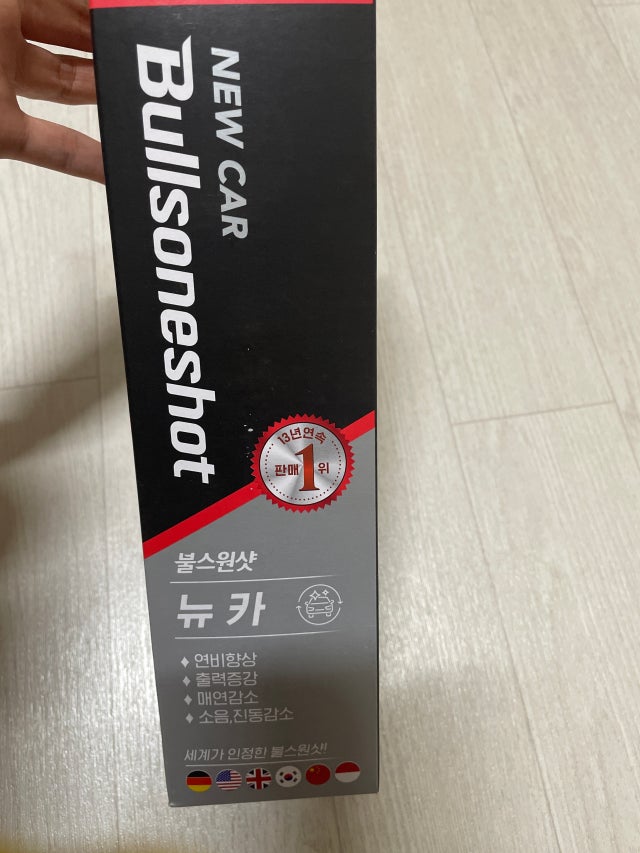 NEW CAR
Bullsoneshot
13년연속
판매 1 위
불스원샷
뉴 카
♦ 연비향상
♦ 출력증강
♦ 매연감소
♦ 소음,진동감소
세계가 인정한 불스원샷!